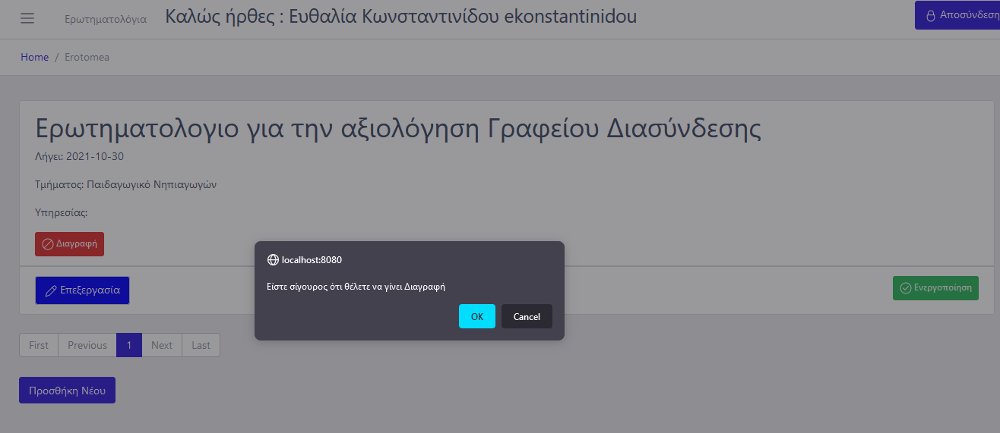 Ερωτηματολόγια
Καλώς ήρθες : Ευθαλία Κωνσταντινίδου ekonstantinidou
Αποσύνδεση
Home / Erotomea
Ερωτηματολογιο για την αξιολόγηση Γραφείου Διασύνδεσης
Λήγει: 2021-10-30
Τμήματος: Παιδαγωγικό Νηπιαγωγών
Υπηρεσίας:
Διαγραφή
localhost:8080
Είστε σίγουρος ότι θέλετε να γίνει Διαγραφή
OK Cancel
Επεξεργασία
Ενεργοποίηση
First Previous 1 Next Last
Προσθήκη Νέου